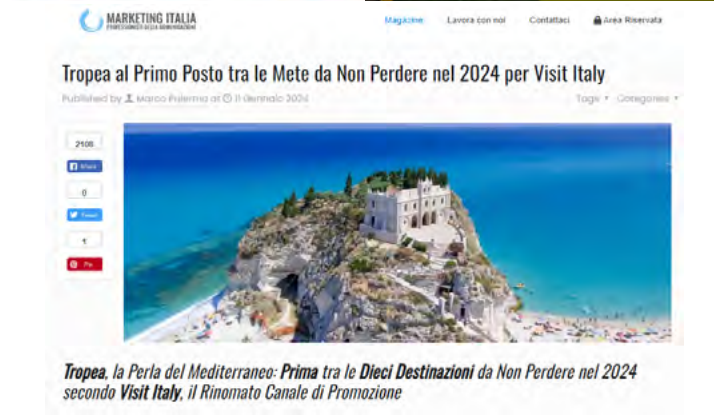 MARKETING ITALIA
PROFESSIONISTI DELLA COMUNICAZIONE
Magazine Lavora con noi Contattaci Area Riservata
Tropea al Primo Posto tra le Mete da Non Perdere nel 2024 per Visit Italy
Published by Marco Palermo at 11 Gennaio 2024 Tags Categories
2108
Share
0
Tweet
1
Pin
Tropea, la Perla del Mediterraneo: Prima tra le Dieci Destinazioni da Non Perdere nel 2024
secondo Visit Italy, il Rinomato Canale di Promozione